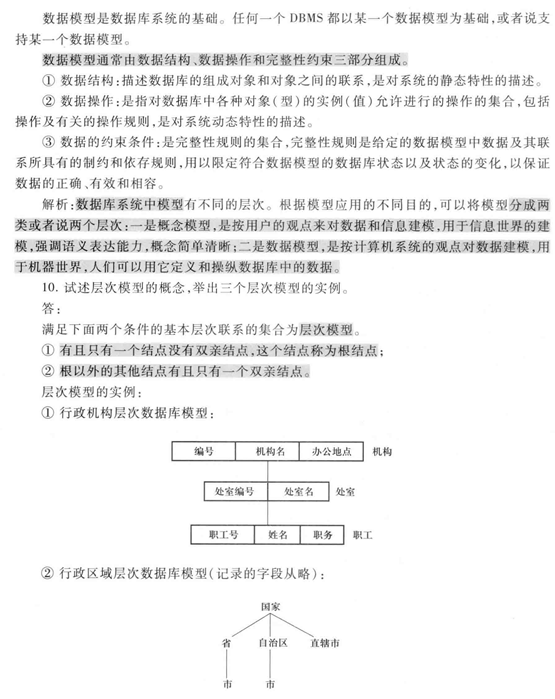 数据模型是数据库系统的基础。任何一个 DBMS 都以某一个数据模型为基础,或者说支
持某一个数据模型。
数据模型通常由数据结构、数据操作和完整性约束三部分组成。
① 数据结构:描述数据库的组成对象和对象之间的联系,是对系统的静态特性的描述。
② 数据操作:是指对数据库中各种对象(型)的实例(值)允许进行的操作的集合,包括
操作及有关的操作规则,是对系统动态特性的描述。
③ 数据的约束条件:是完整性规则的集合,完整性规则是给定的数据模型中数据及其联
系所具有的制约和依存规则,用以限定符合数据模型的数据库状态以及状态的变化,以保证
数据的正确、有效和相容。
解析:数据库系统中模型有不同的层次。根据模型应用的不同目的,可以将模型分成两
类或者说两个层次:一是概念模型,是按用户的观点来对数据和信息建模,用于信息世界的建
模,强调语义表达能力,概念简单清晰;二是数据模型,是按计算机系统的观点对数据建模,用
于机器世界,人们可以用它定义和操纵数据库中的数据。
10. 试述层次模型的概念,举出三个层次模型的实例。
答:
满足下面两个条件的基本层次联系的集合为层次模型。
① 有且只有一个结点没有双亲结点,这个结点称为根结点;
② 根以外的其他结点有且只有一个双亲结点。
层次模型的实例:
① 行政机构层次数据库模型:
编号 机构名 办公地点 机构
处室编号 处室名 处室
职工号 姓名 职务 职工
② 行政区域层次数据库模型(记录的字段从略):
国家
省 自治区 直辖市
市 市